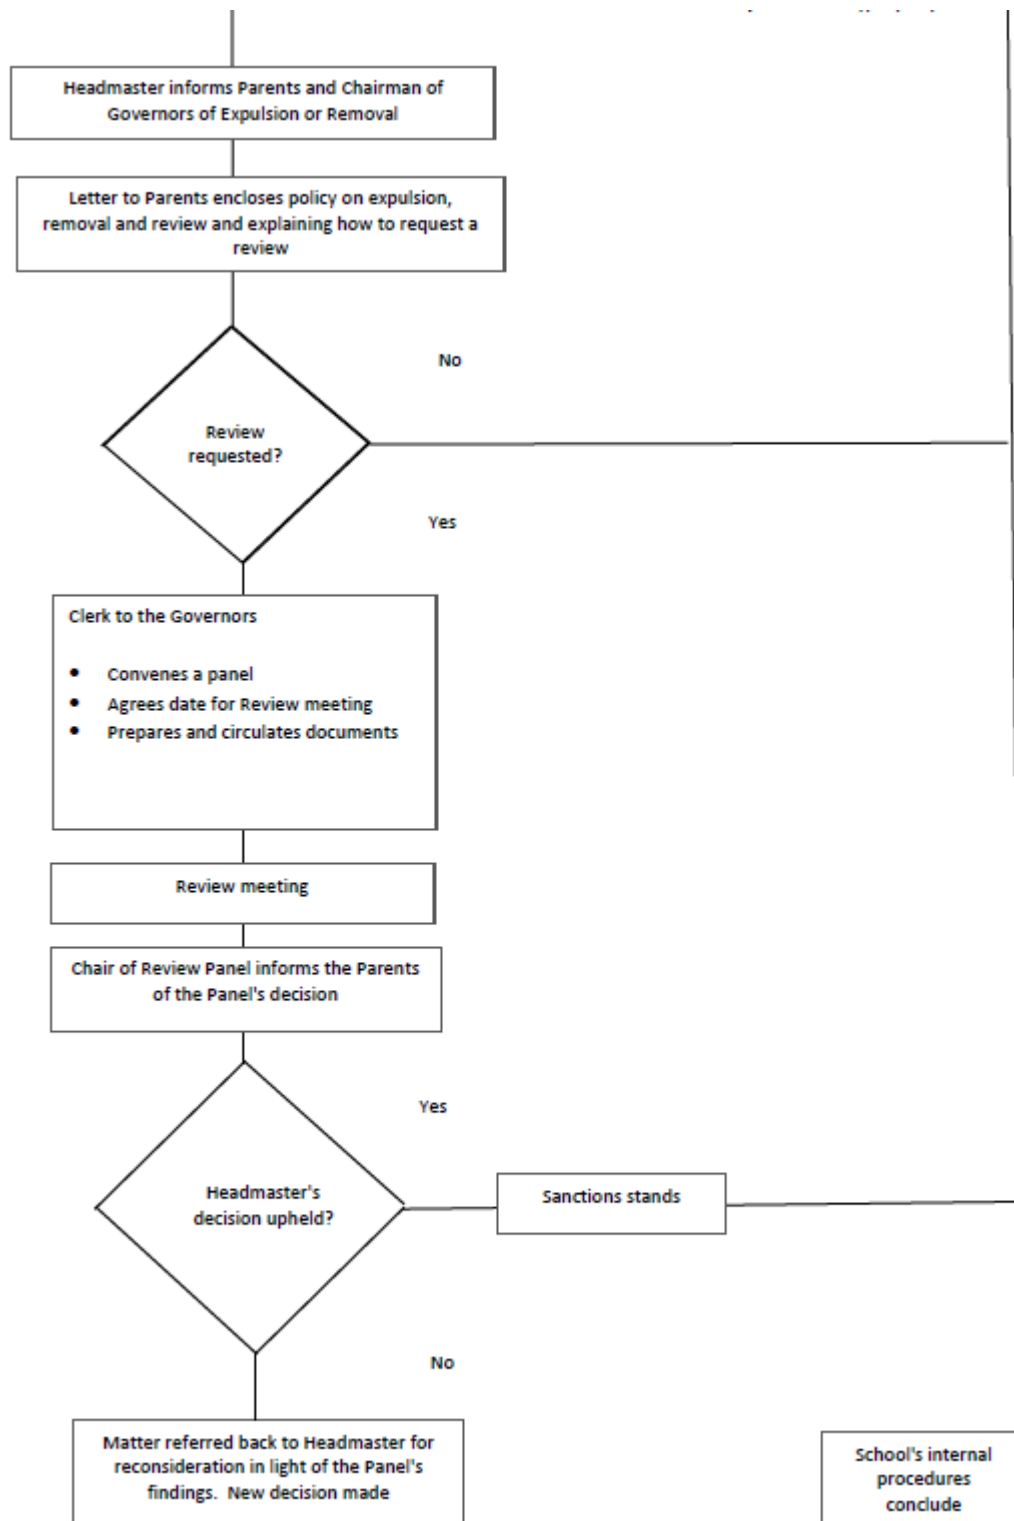 Headmaster informs Parents and Chairman of
Governors of Expulsion or Removal
Letter to Parents encloses policy on expulsion,
removal and review and explaining how to request a
review
No
Review
requested?
Yes
Clerk to the Governors
• Convenes a panel
• Agrees date for Review meeting
• Prepares and circulates documents
Review meeting
Chair of Review Panel informs the Parents
of the Panel's decision
Yes
Headmaster's
decision upheld?
Sanctions stands
No
Matter referred back to Headmaster for
reconsideration in light of the Panel's
findings. New decision made
School's internal
procedures
conclude